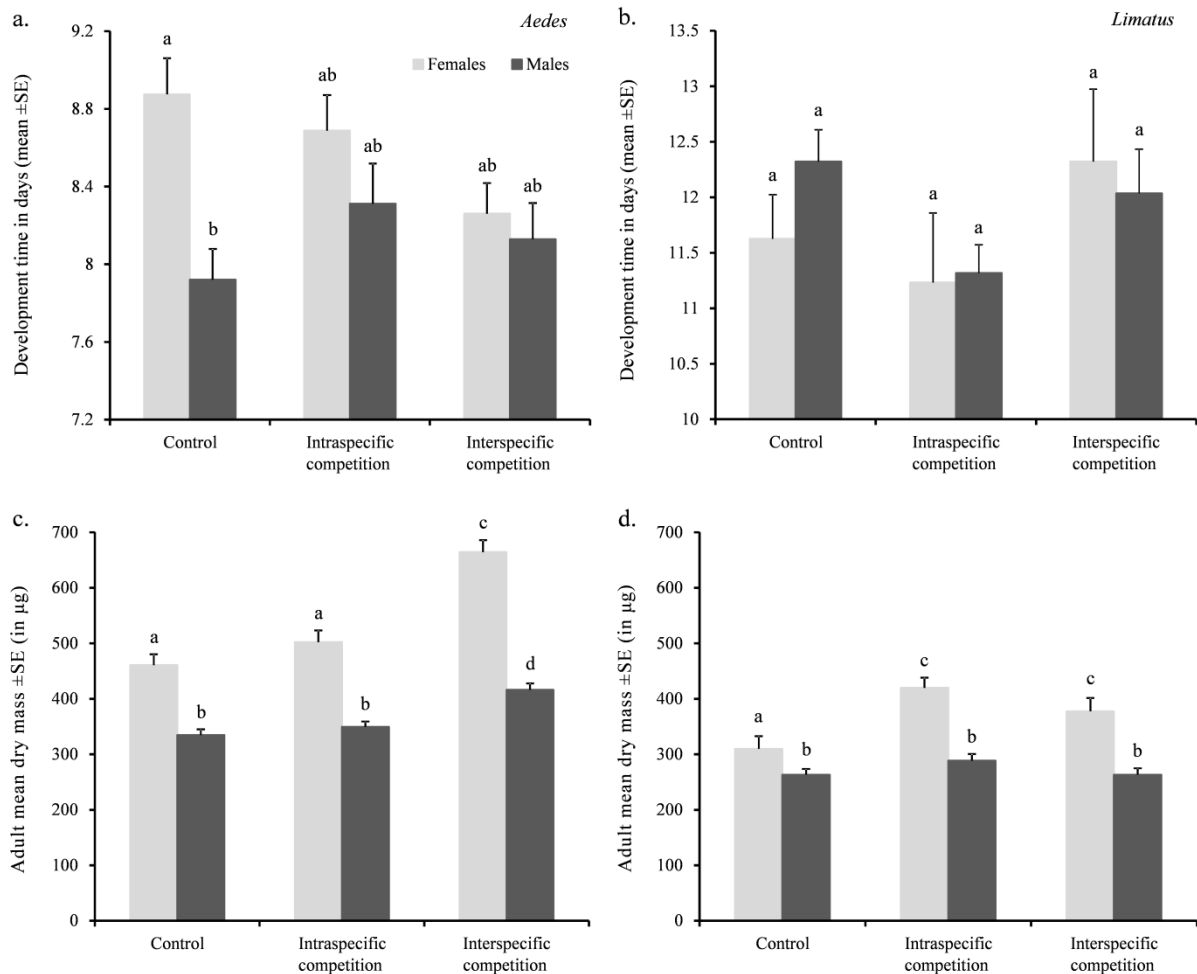 a.
Aedes
Females
Males
Development time in days (mean ±SE)
9.2
8.8
8.4
8
7.6
7.2
a
b
ab
ab
ab
ab
Control
Intraspecific
competition
Interspecific
competition
b.
Limatus
Development time in days (mean ±SE)
13.5
13
12.5
12
11.5
11
10.5
10
a
a
a
a
a
a
Control
Intraspecific
competition
Interspecific
competition
c.
Adult mean dry mass ±SE (in µg)
700
600
500
400
300
200
100
0
a
b
a
b
c
d
Control
Intraspecific
competition
Interspecific
competition
d.
Adult mean dry mass ±SE (in µg)
700
600
500
400
300
200
100
0
a
b
c
b
c
b
Control
Intraspecific
competition
Interspecific
competition